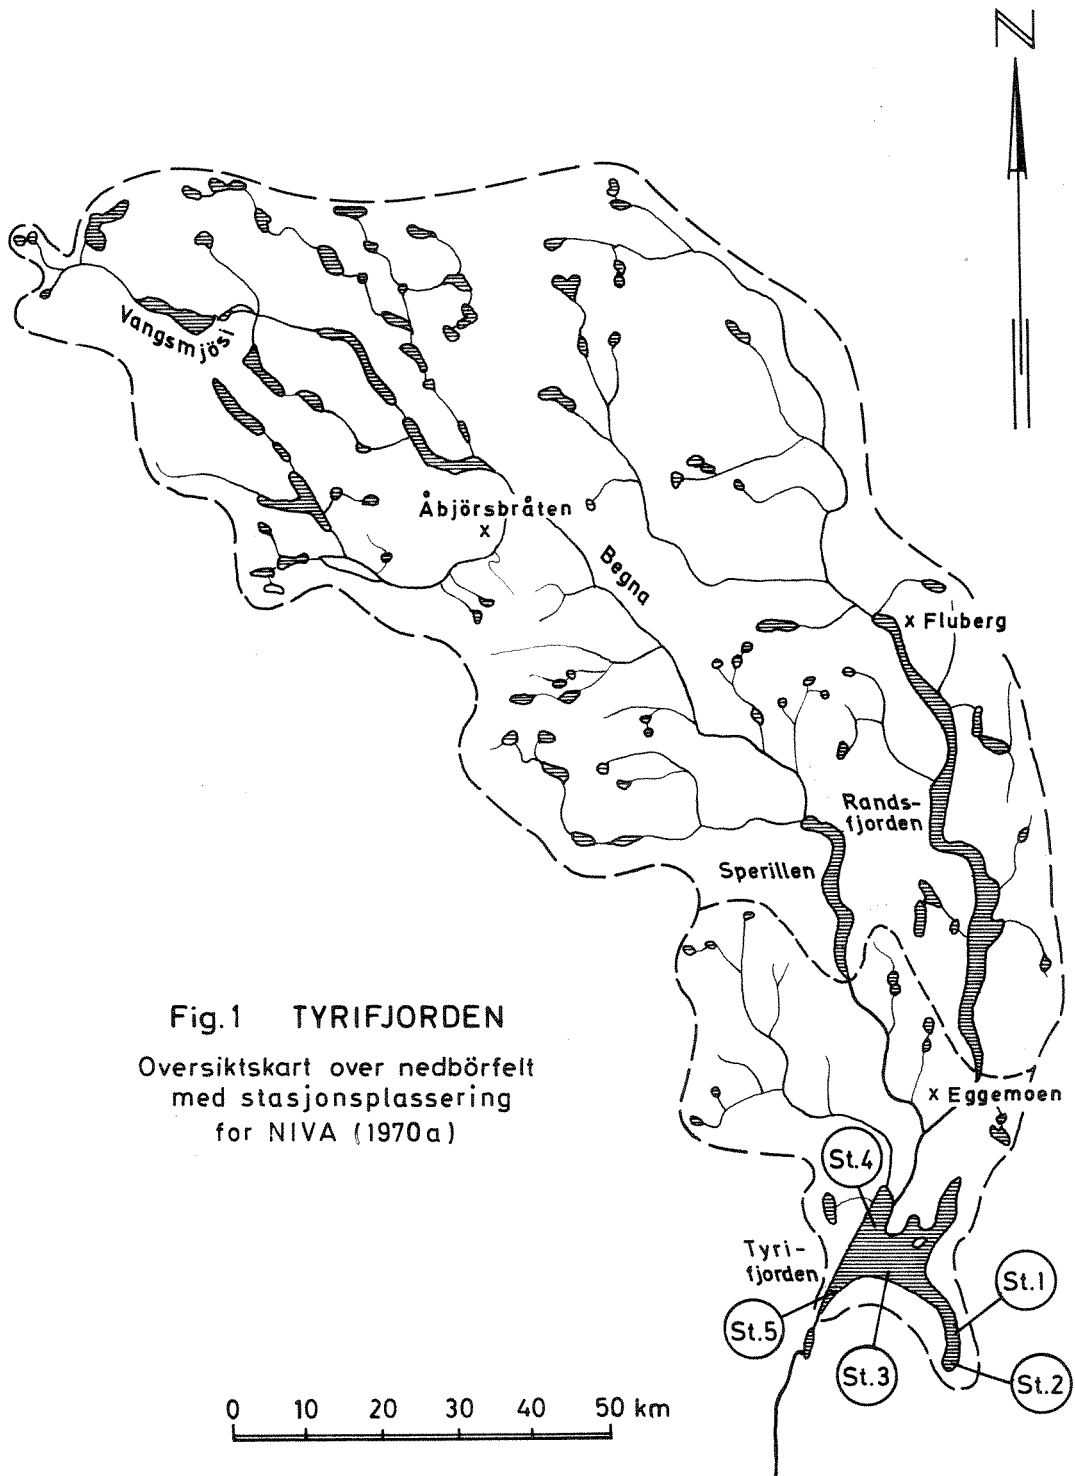 N
Vangsmjösi
Åbjörsbråten
x
Begna
x Fluberg
Rands-
fjorden
Sperillen
Fig.1 TYRIFJORDEN
Oversiktskart over nedbörfelt
med stasjonsplassering
for NIVA (1970a)
x Eggemoen
St.4
Tyri-
fjorden
St.1
St.5
St.3
St.2
0 10 20 30 40 50 km